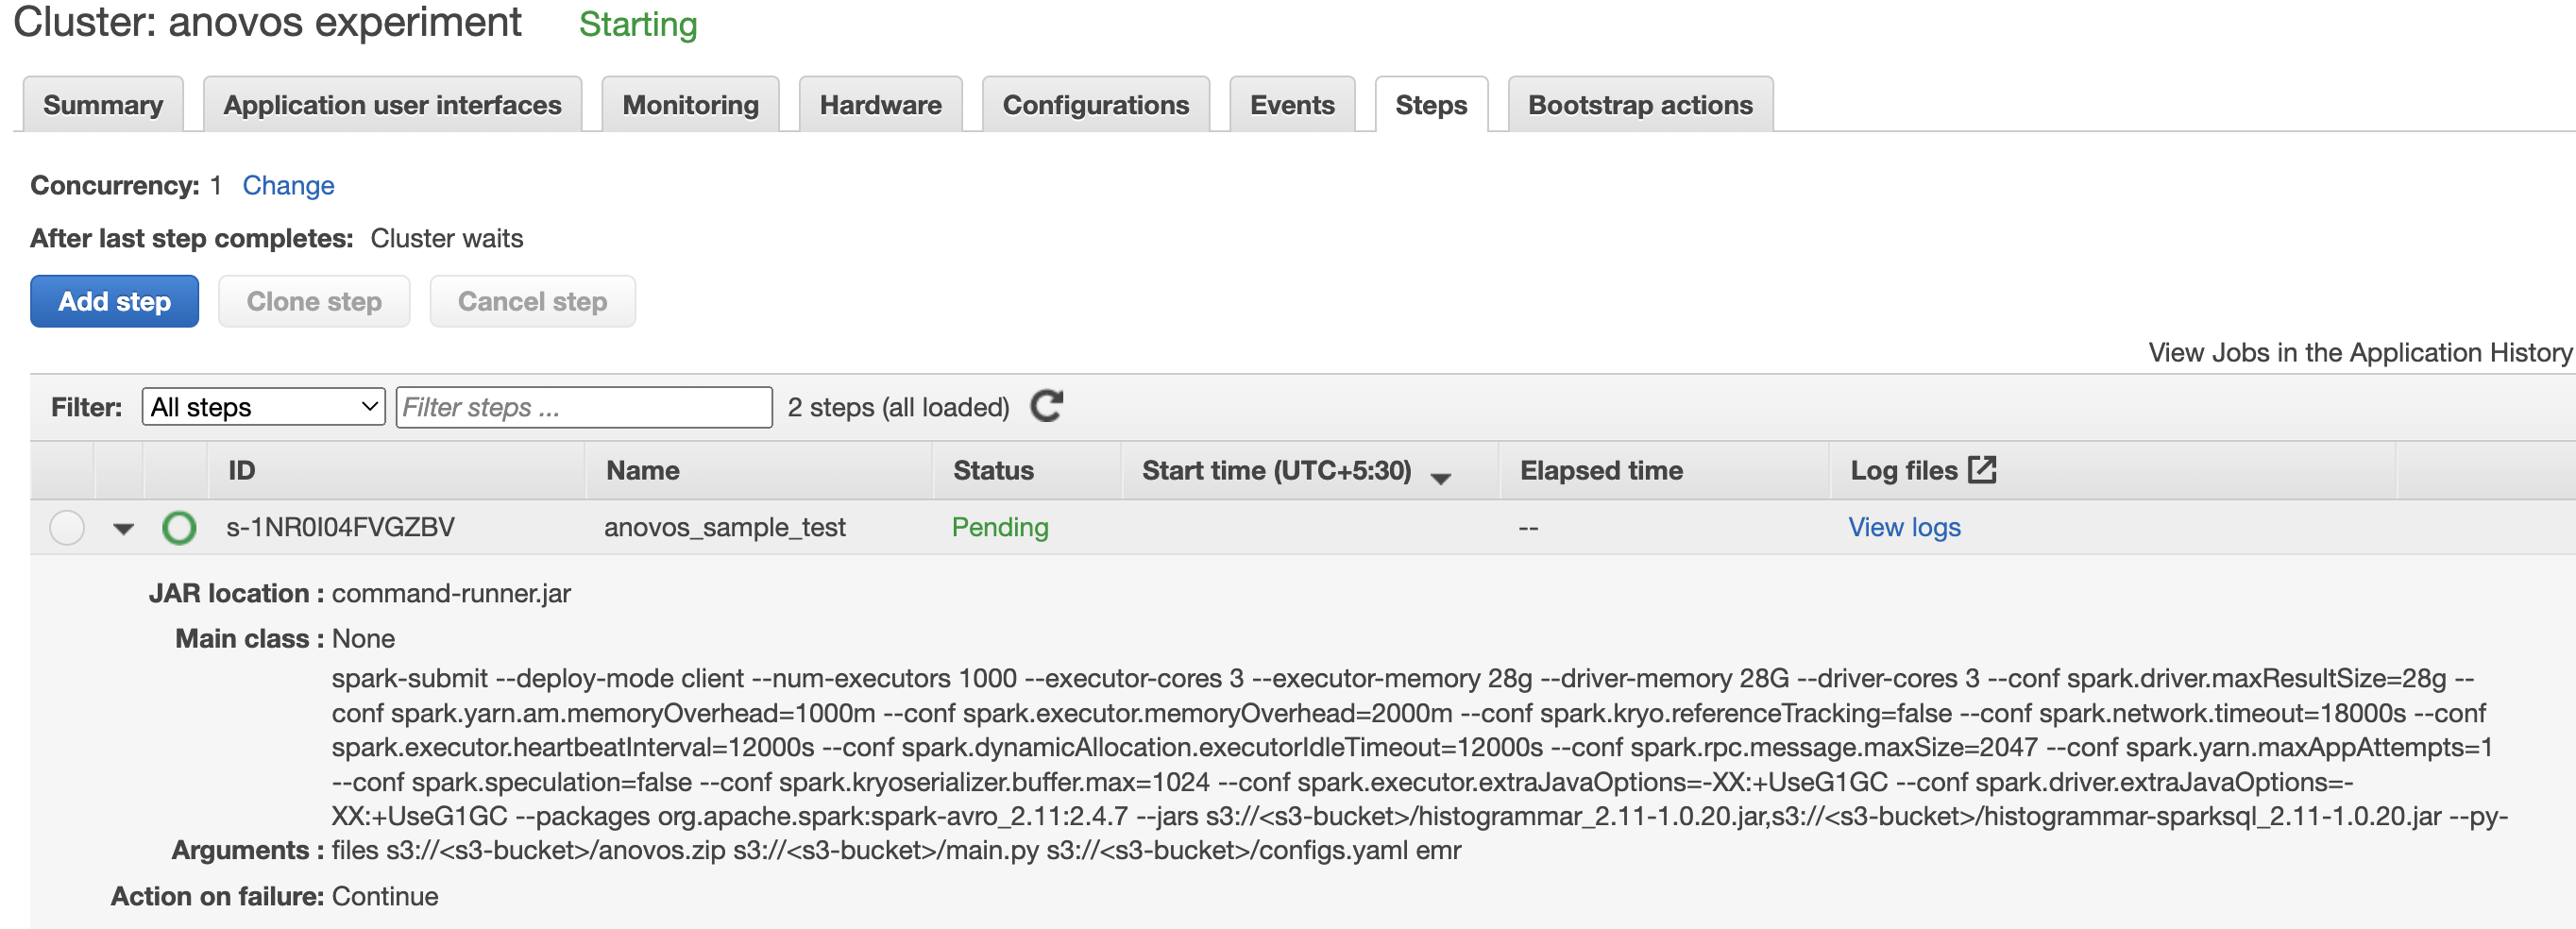 Cluster: anovos experiment Starting
Summary Application user interfaces Monitoring Hardware Configurations Events Steps Bootstrap actions
Concurrency: 1 Change
After last step completes: Cluster waits
Add step Clone step Cancel step
View Jobs in the Application History
Filter: All steps Filter steps ... 2 steps (all loaded)
ID Name Status Start time (UTC+5:30) Elapsed time Log files
s-1NR0I04FVGZBV anovos_sample_test Pending -- View logs
JAR location : command-runner.jar
Main class : None
spark-submit --deploy-mode client --num-executors 1000 --executor-cores 3 --executor-memory 28g --driver-memory 28G --driver-cores 3 --conf spark.driver.maxResultSize=28g --
conf spark.yarn.am.memoryOverhead=1000m --conf spark.executor.memoryOverhead=2000m --conf spark.kryo.referenceTracking=false --conf spark.network.timeout=18000s --conf
spark.executor.heartbeatInterval=12000s --conf spark.dynamicAllocation.executorIdleTimeout=12000s --conf spark.rpc.message.maxSize=2047 --conf spark.yarn.maxAppAttempts=1
--conf spark.speculation=false --conf spark.kryoserializer.buffer.max=1024 --conf spark.executor.extraJavaOptions=-XX:+UseG1GC --conf spark.driver.extraJavaOptions=-
XX:+UseG1GC --packages org.apache.spark:spark-avro_2.11:2.4.7 --jars s3://<s3-bucket>/histogrammar_2.11-1.0.20.jar,s3://<s3-bucket>/histogrammar-sparksql_2.11-1.0.20.jar --py-
Arguments : files s3://<s3-bucket>/anovos.zip s3://<s3-bucket>/main.py s3://<s3-bucket>/configs.yaml emr
Action on failure: Continue